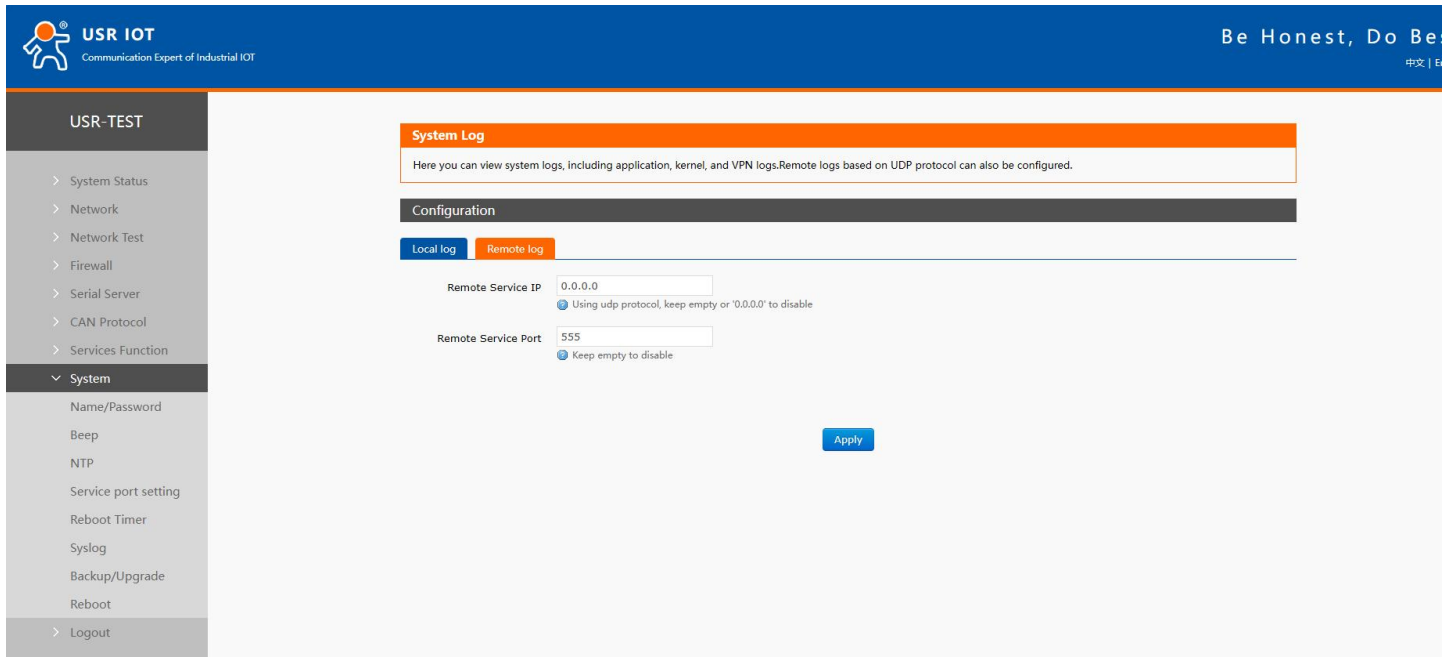 USR IOT
Communication Expert of Industrial IOT
Be Honest, Do Bes
中文 | E
USR-TEST
System Status
Network
Network Test
Firewall
Serial Server
CAN Protocol
Services Function
System
Name/Password
Beep
NTP
Service port setting
Reboot Timer
Syslog
Backup/Upgrade
Reboot
Logout
System Log
Here you can view system logs, including application, kernel, and VPN logs.Remote logs based on UDP protocol can also be configured.
Configuration
Local log Remote log
Remote Service IP 0.0.0.0
Using udp protocol, keep empty or '0.0.0.0' to disable
Remote Service Port 555
Keep empty to disable
Apply